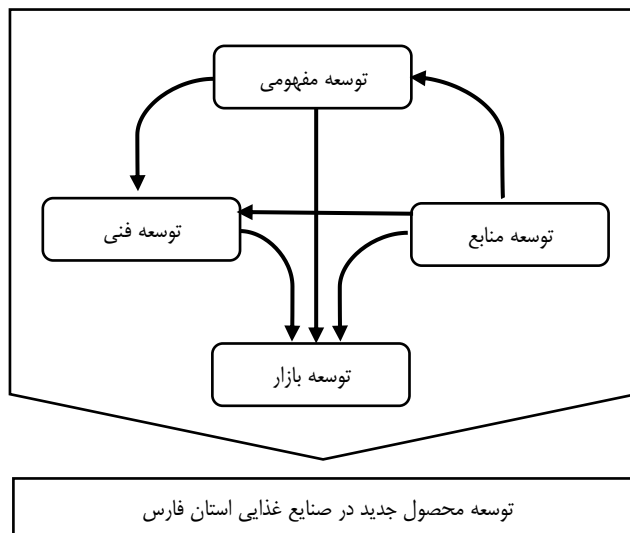 توسعه مفهومی
توسعه منابع
توسعه فنی
توسعه بازار
توسعه محصول جدید در صنایع غذایی استان فارس